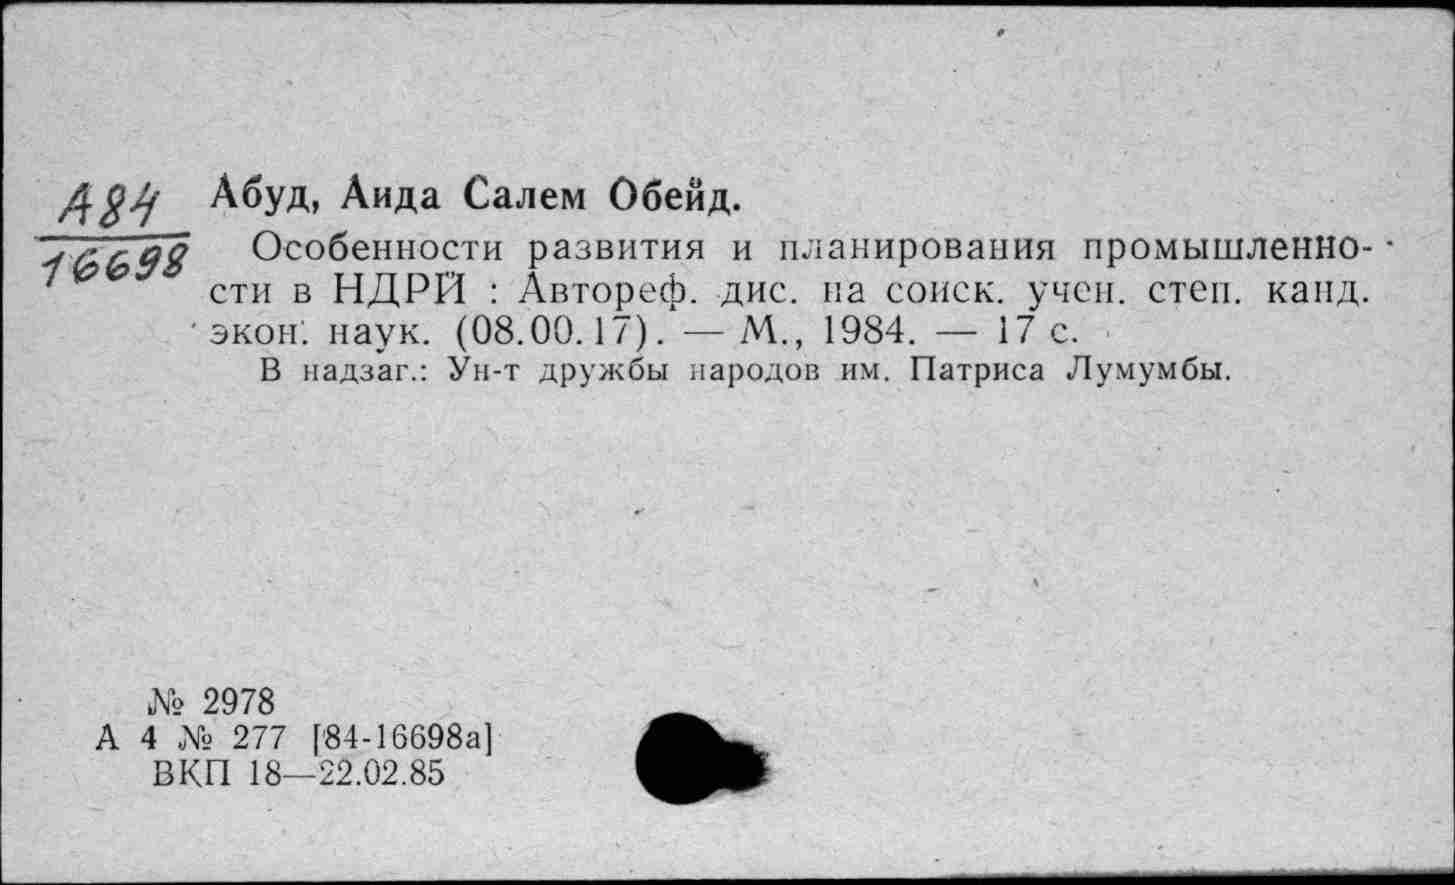 А84
16698
Абуд, Аида Салем Обейд.
Особенности развития и планирования промышленно-
сти в НДРЙ : Автореф. дис. на соиск. учен. степ. канд.
экон. наук. (08.00.17). — М., 1984. — 17 с.
В надзаг.: Ун-т дружбы народов им. Патриса Лумумбы.
№ 2978
А 4 № 277 [84-16698а]
ВКП 18—22.02.85